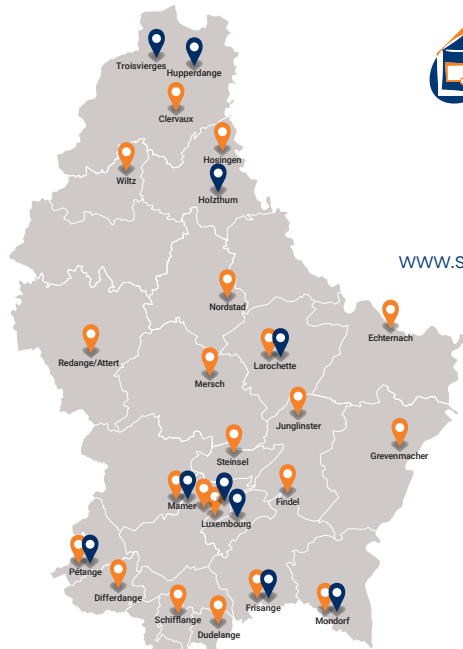 Troisvierges
Hupperdange
Clervaux
Hosingen
Wiltz
Holzthum
www.s
Nordstad
Echternach
Redange/Attert
Larochette
Mersch
Junglinster
Grevenmacher
Steinsel
Findel
Mamer
Luxembourg
Pétange
Differdange
Frisange
Schifflange
Mondorf
Dudelange